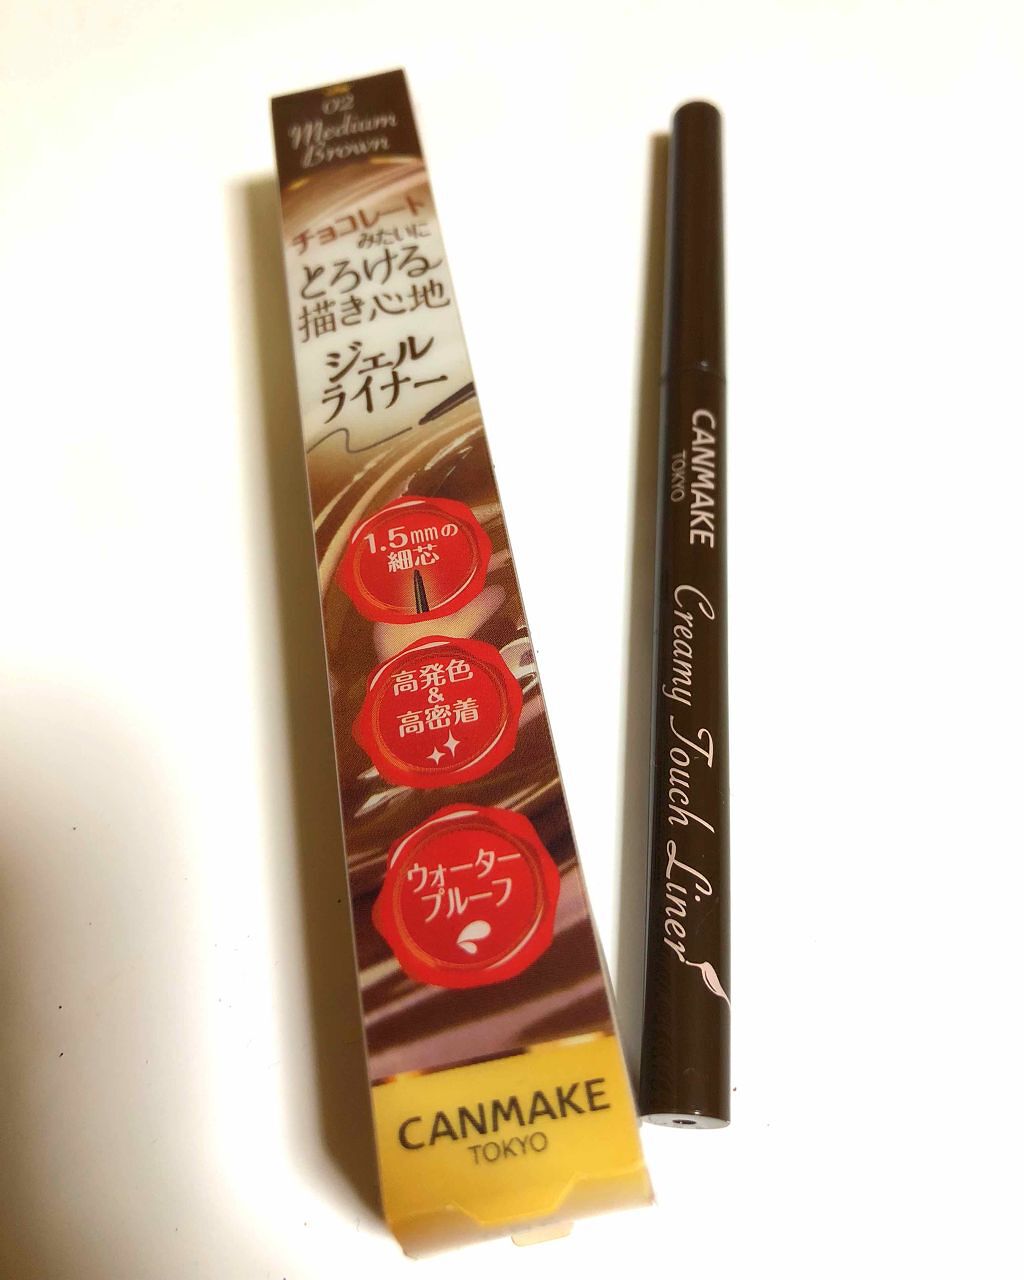 02
Medium
Brown
チョコレート
みたいに
とろける
描き心地
ジェル
ライナー
1.5mmの
細芯
高発色
&
高密着
ウォーター
プルーフ
CANMAKE
TOKYO
CANMAKE
TOKYO
Creamy Touch Liner